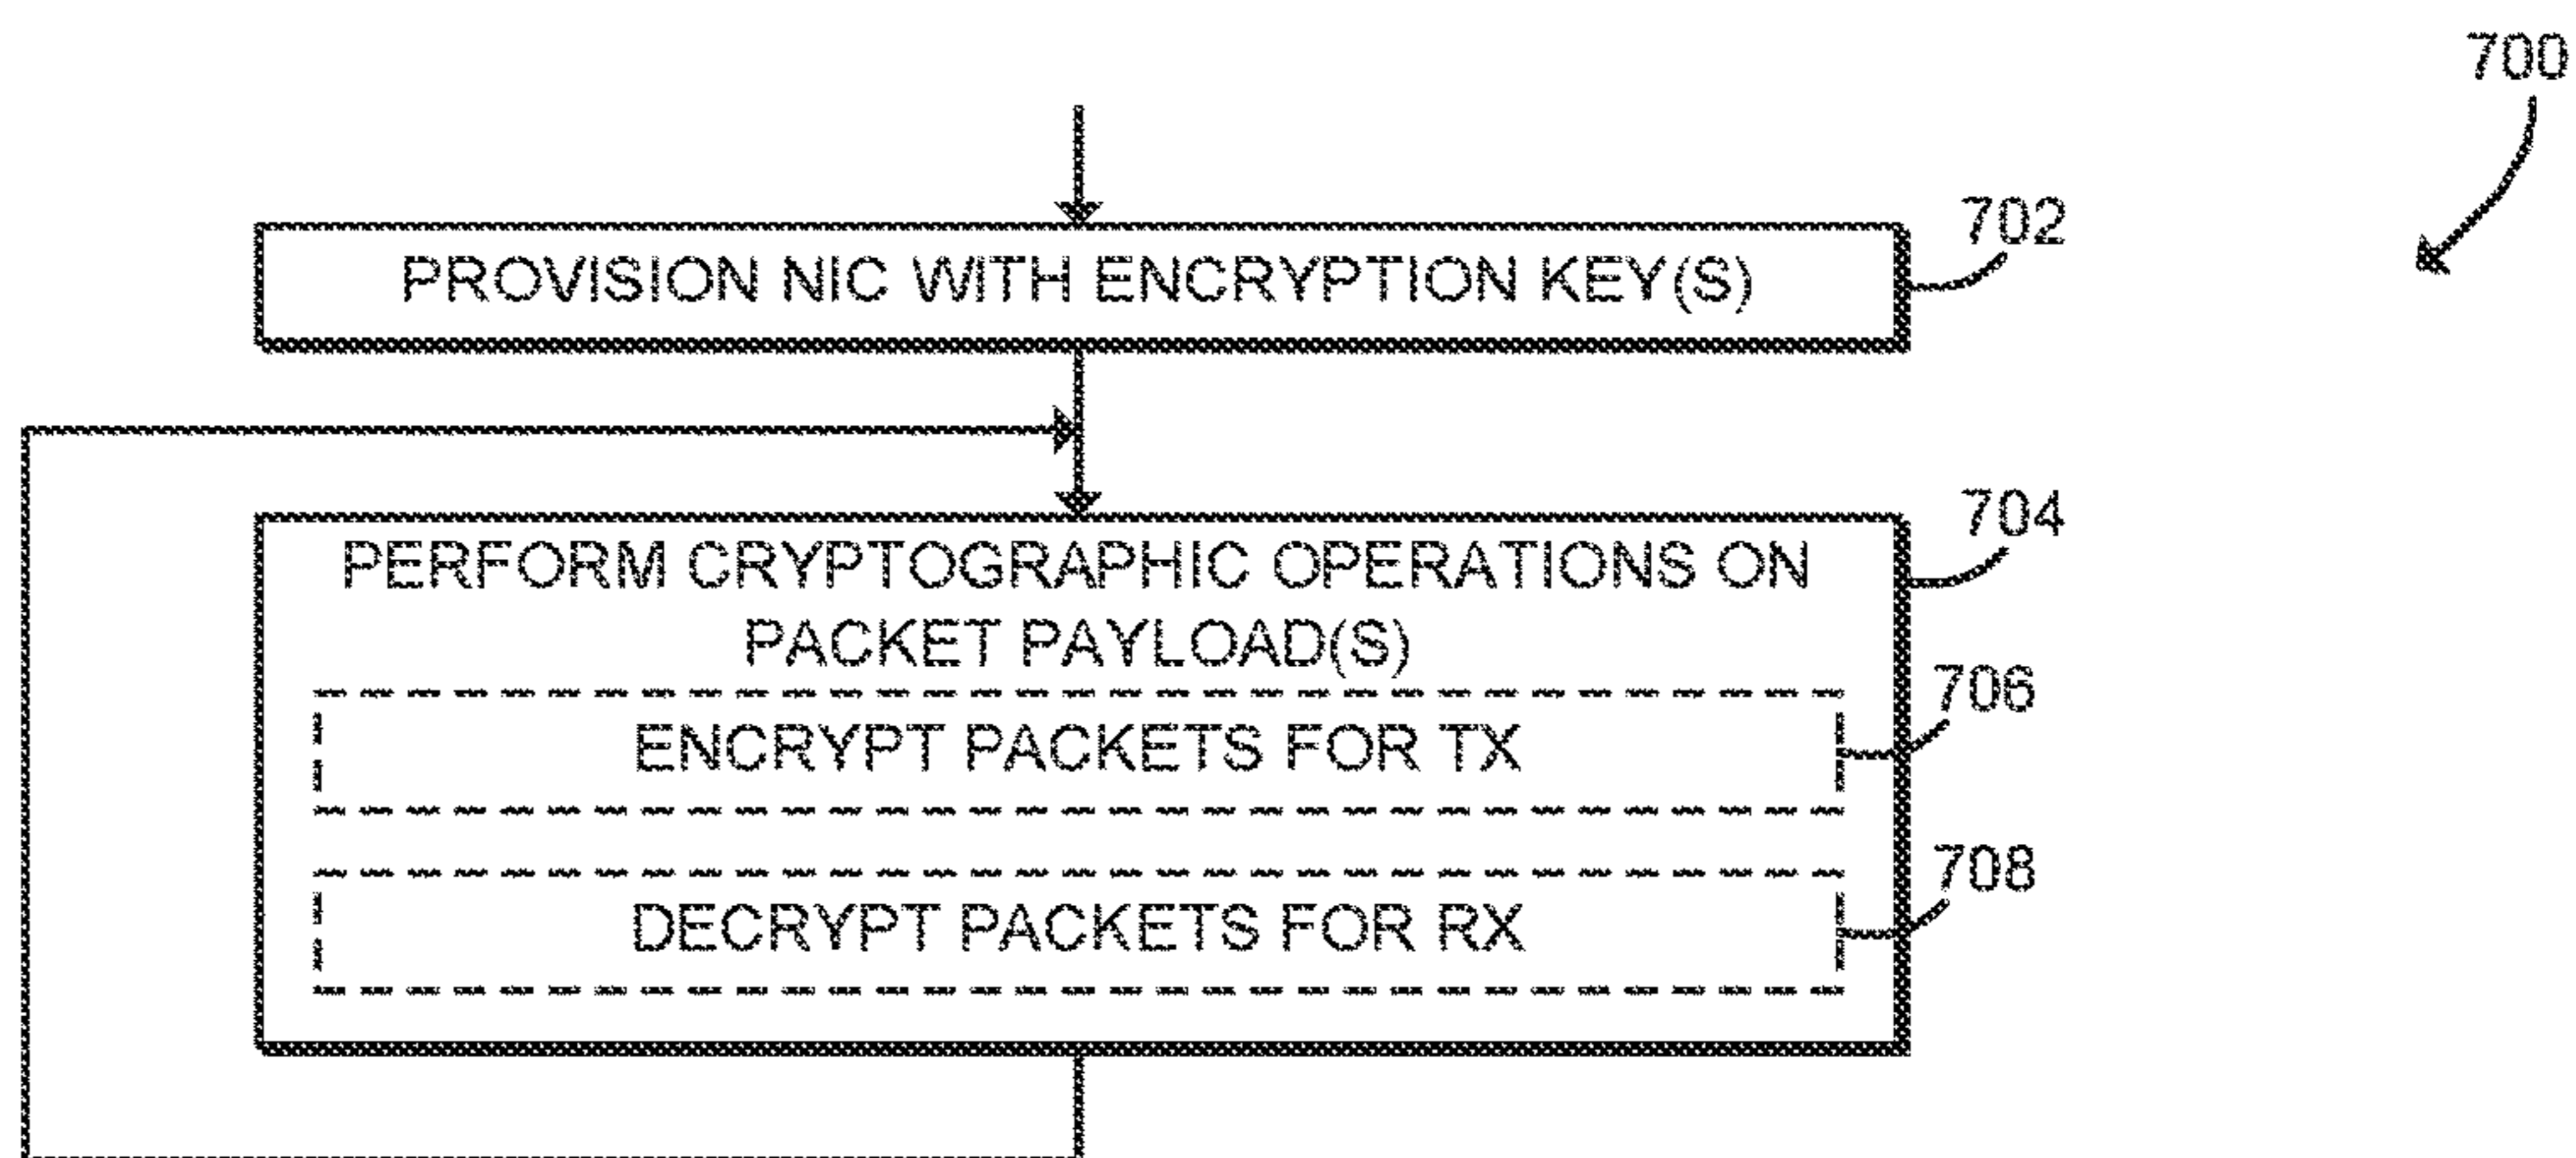 700
702
PROVISION NIC WITH ENCRYPTION KEY(S)
704
PERFORM CRYPTOGRAPHIC OPERATIONS ON
PACKET PAYLOAD(S)
706
ENCRYPT PACKETS FOR TX
708
DECRYPT PACKETS FOR RX